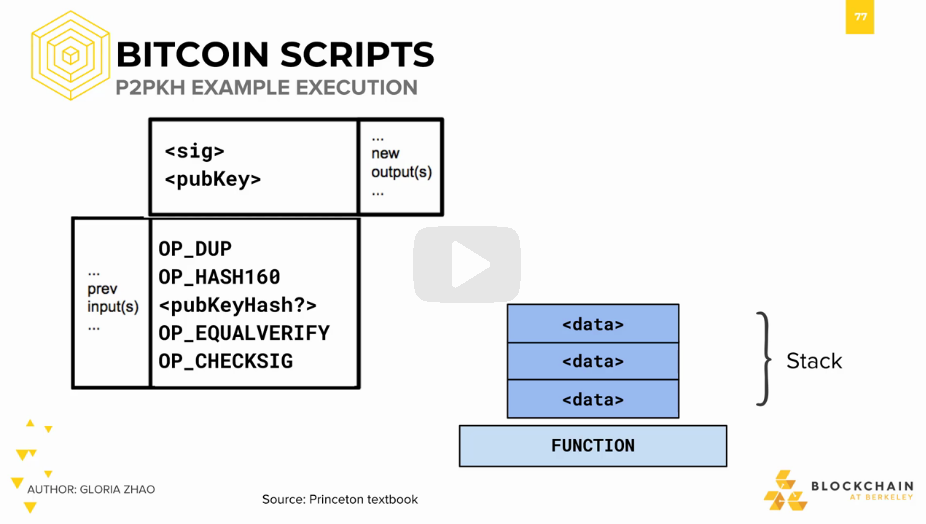 77
BITCOIN SCRIPTS
P2PKH EXAMPLE EXECUTION
<sig>
<pubKey>
...
new
output(s)
...
...
prev
input(s)
...
OP_DUP
OP_HASH160
<pubKeyHash?>
OP_EQUALVERIFY
OP_CHECKSIG
<data>
<data>
<data>
Stack
FUNCTION
AUTHOR: GLORIA ZHAO
Source: Princeton textbook
BLOCKCHAIN
AT BERKELEY